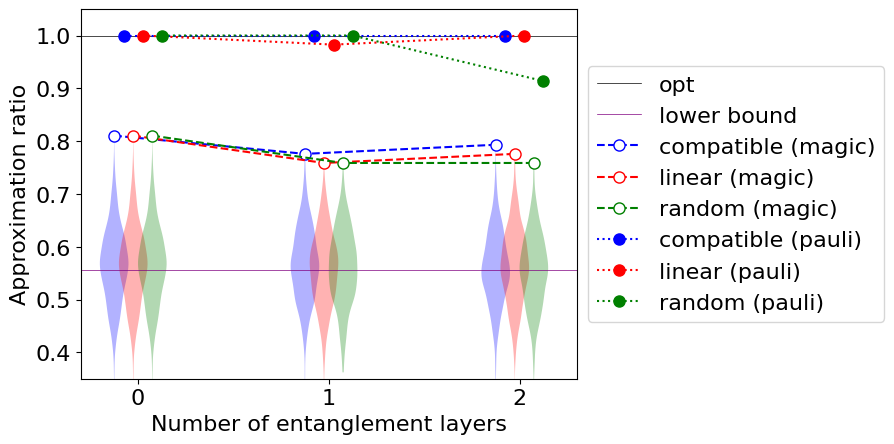 Approximation ratio
1.0
0.9
0.8
0.7
0.6
0.5
0.4
0
1
2
Number of entanglement layers
opt
lower bound
compatible (magic)
linear (magic)
random (magic)
compatible (pauli)
linear (pauli)
random (pauli)